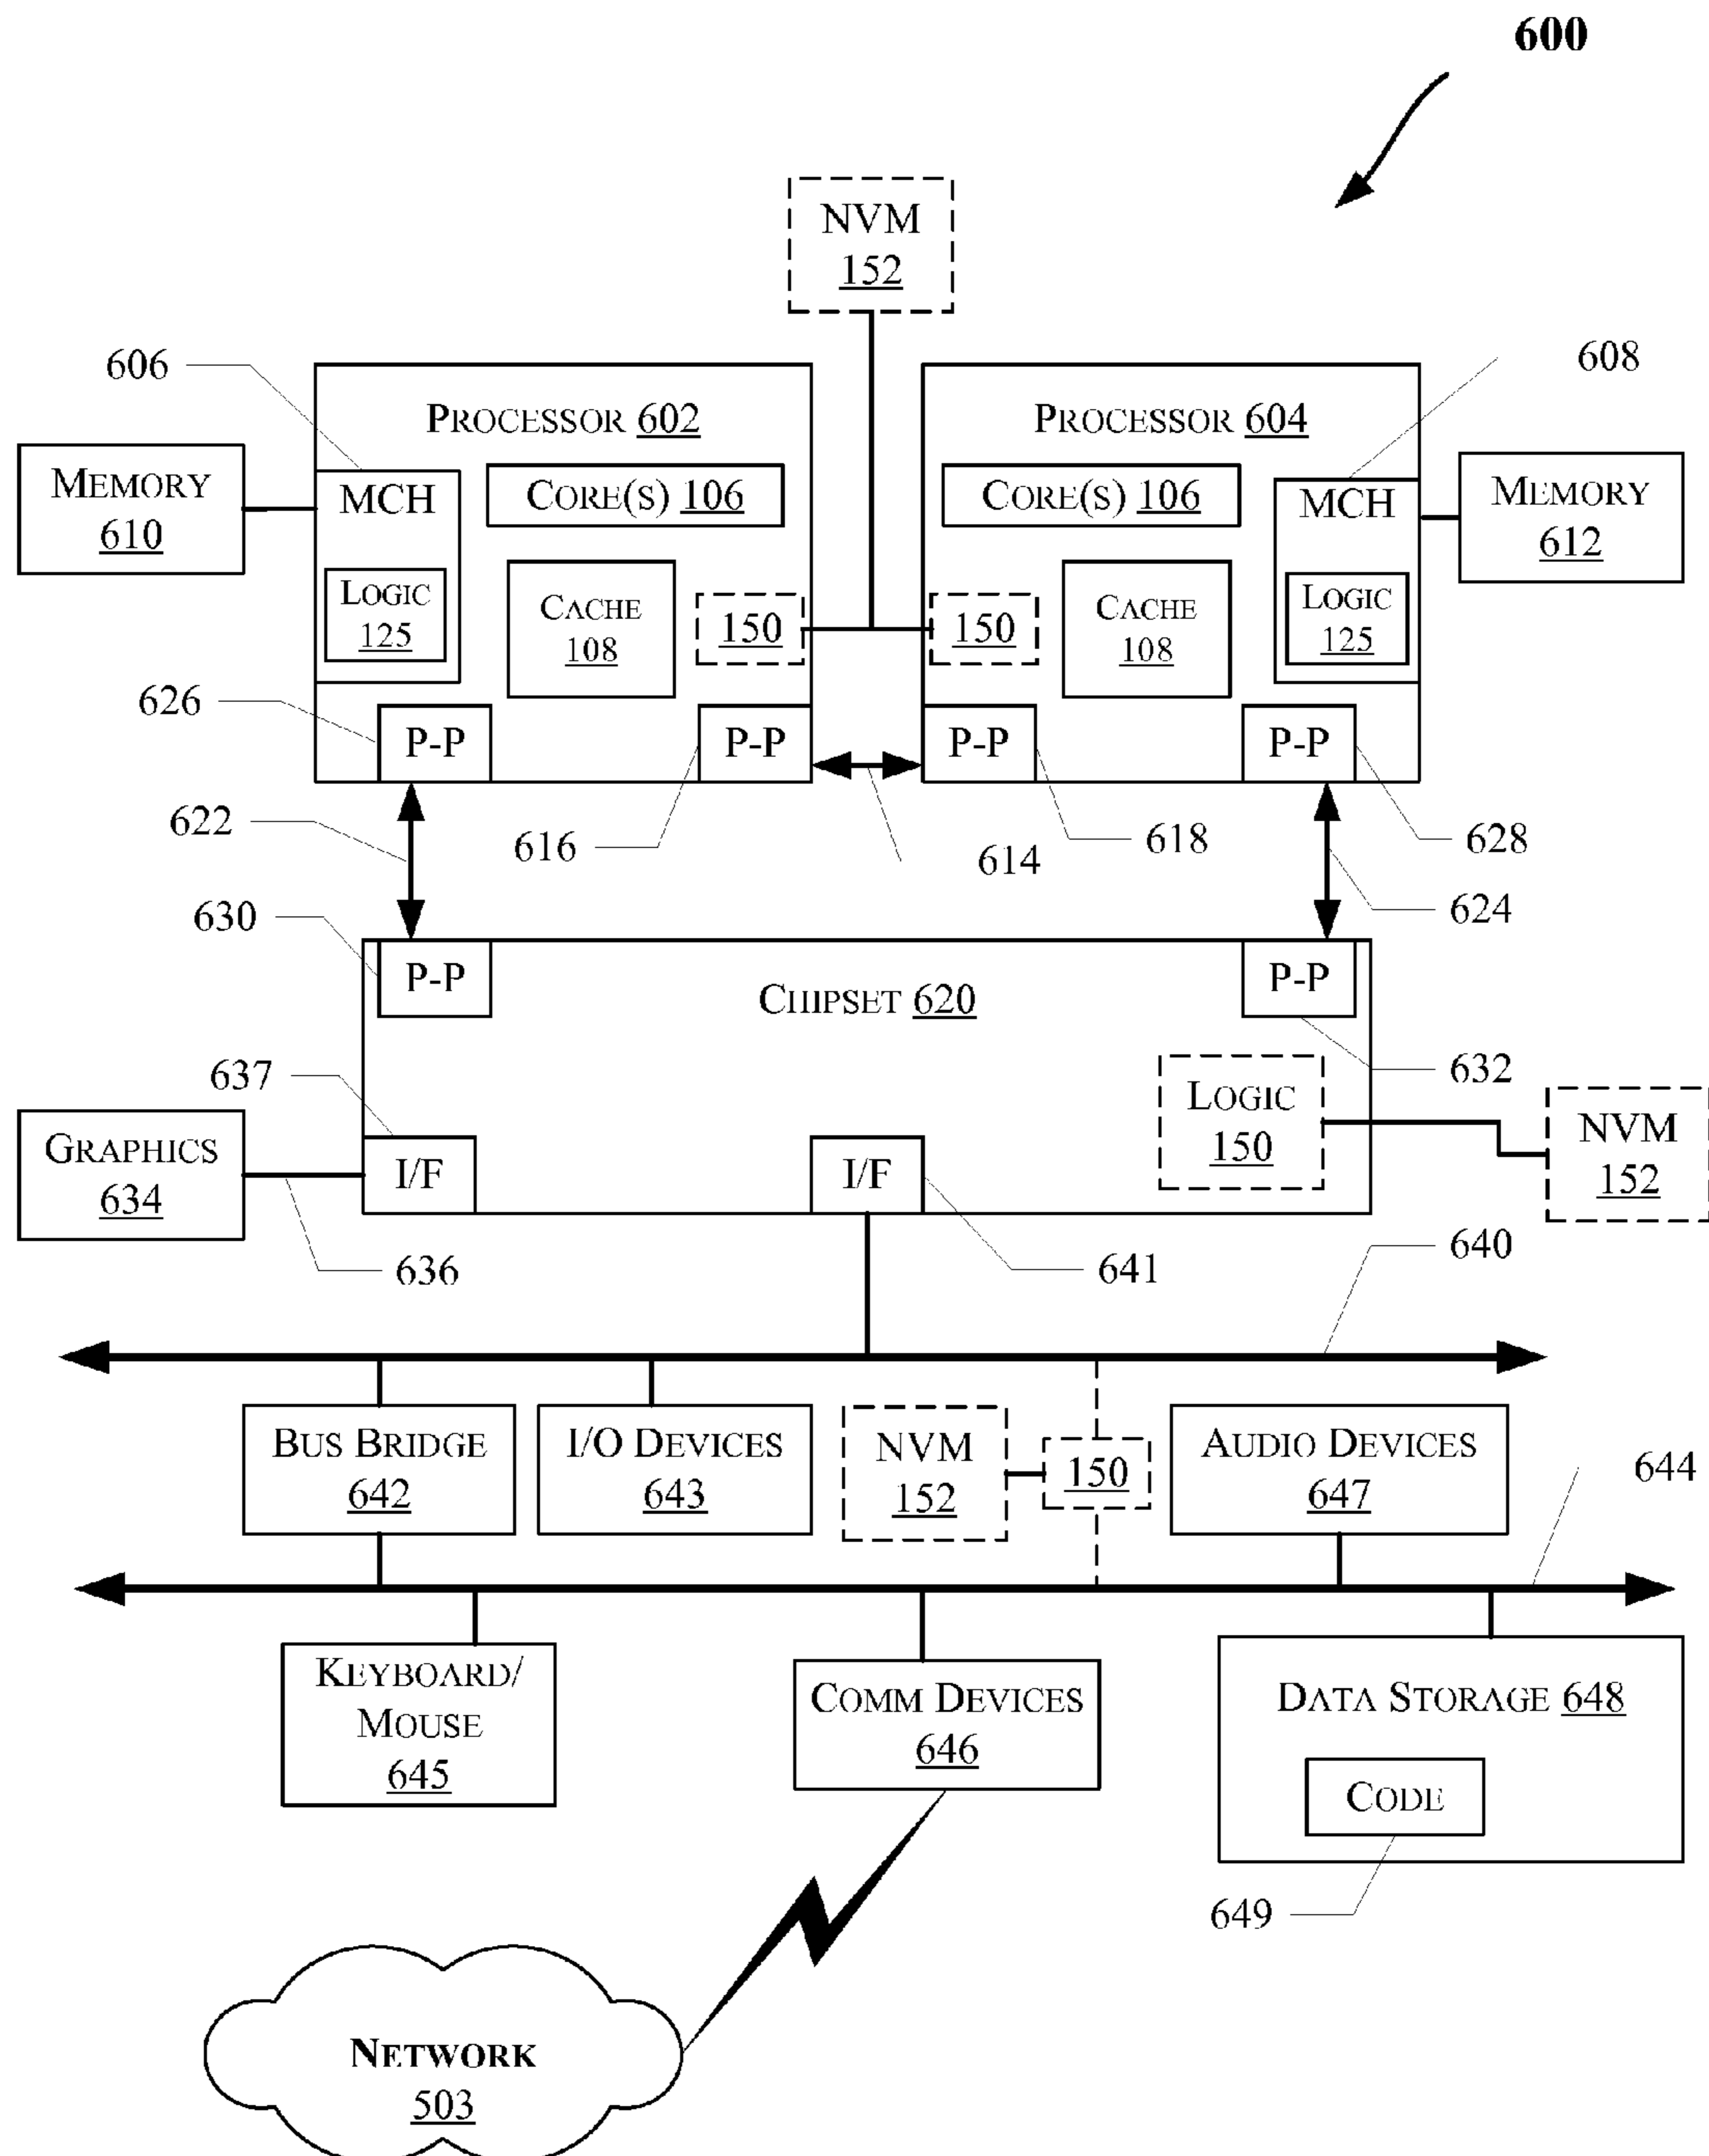 600
NVM
152
606
608
PROCESSOR 602
PROCESSOR 604
MEMORY
610
MCH
CORE(S) 106
CORE(S) 106
MCH
MEMORY
612
LOGIC
125
CACHE
108
150
150
CACHE
108
LOGIC
125
626
P-P
P-P
P-P
P-P
622
616
614
618
628
624
630
P-P
CHIPSET 620
P-P
637
632
LOGIC
150
NVM
152
GRAPHICS
634
I/F
I/F
636
641
640
BUS BRIDGE
642
I/O DEVICES
643
NVM
152
150
AUDIO DEVICES
647
644
KEYBOARD/
MOUSE
645
COMM DEVICES
646
DATA STORAGE 648
CODE
649
NETWORK
503